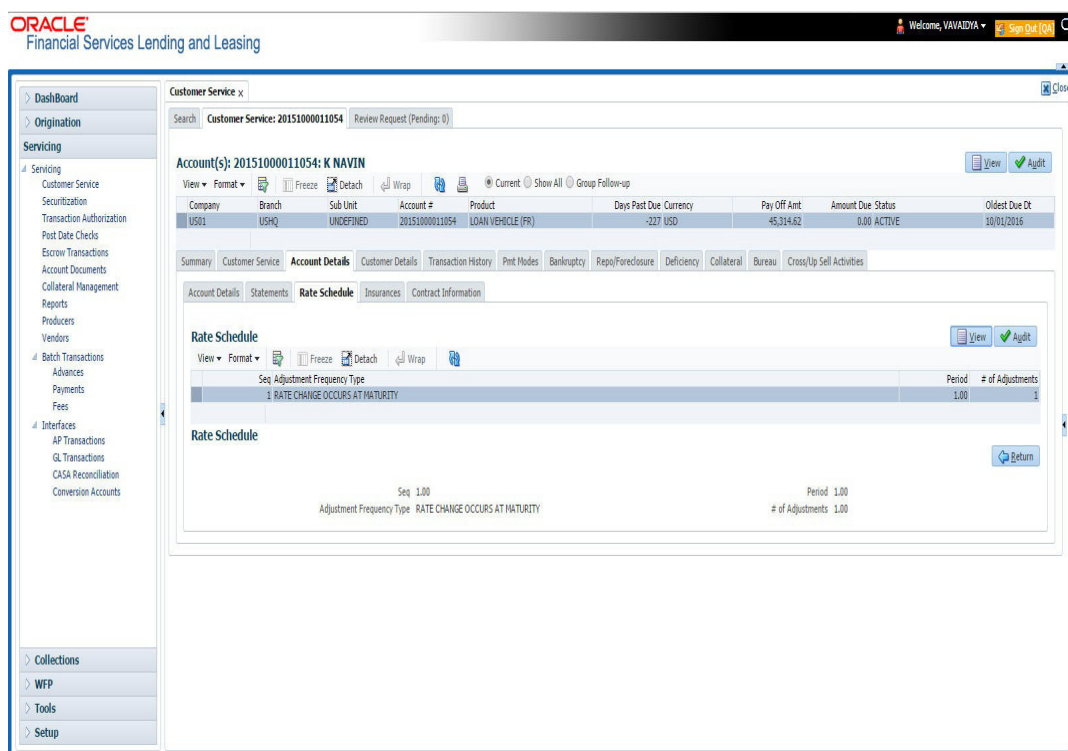 ORACLE
Financial Services Lending and Leasing
Welcome, VAVAIDYA
Sign Out [QA]
DashBoard
Origination
Servicing
Servicing
Customer Service
Securitization
Transaction Authorization
Post Date Checks
Escrow Transactions
Account Documents
Collateral Management
Reports
Producers
Vendors
Batch Transactions
Advances
Payments
Fees
Interfaces
AP Transactions
GL Transactions
CASA Reconciliation
Conversion Accounts
Collections
WFP
Tools
Setup
Customer Service x
Close
Search Customer Service: 20151000011054 Review Request (Pending: 0)
Account(s): 20151000011054: K NAVIN
View Audit
View Format Freeze Detach Wrap Current Show All Group Follow-up
Company Branch Sub Unit Account # Product Days Past Due Currency Pay Off Amt Amount Due Status Oldest Due Dt
US01 USHQ UNDEFINED 20151000011054 LOAN VEHICLE (FR) -227 USD 45,314.62 0.00 ACTIVE 10/01/2016
Summary Customer Service Account Details Customer Details Transaction History Pmt Modes Bankruptcy Repo/Foreclosure Deficiency Collateral Bureau Cross/Up Sell Activities
Account Details Statements Rate Schedule Insurances Contract Information
Rate Schedule
View Audit
View Format Freeze Detach Wrap
Seq Adjustment Frequency Type Period # of Adjustments
1 RATE CHANGE OCCURS AT MATURITY 1.00 1
Rate Schedule
Return
Seq 1.00 Period 1.00
Adjustment Frequency Type RATE CHANGE OCCURS AT MATURITY # of Adjustments 1.00